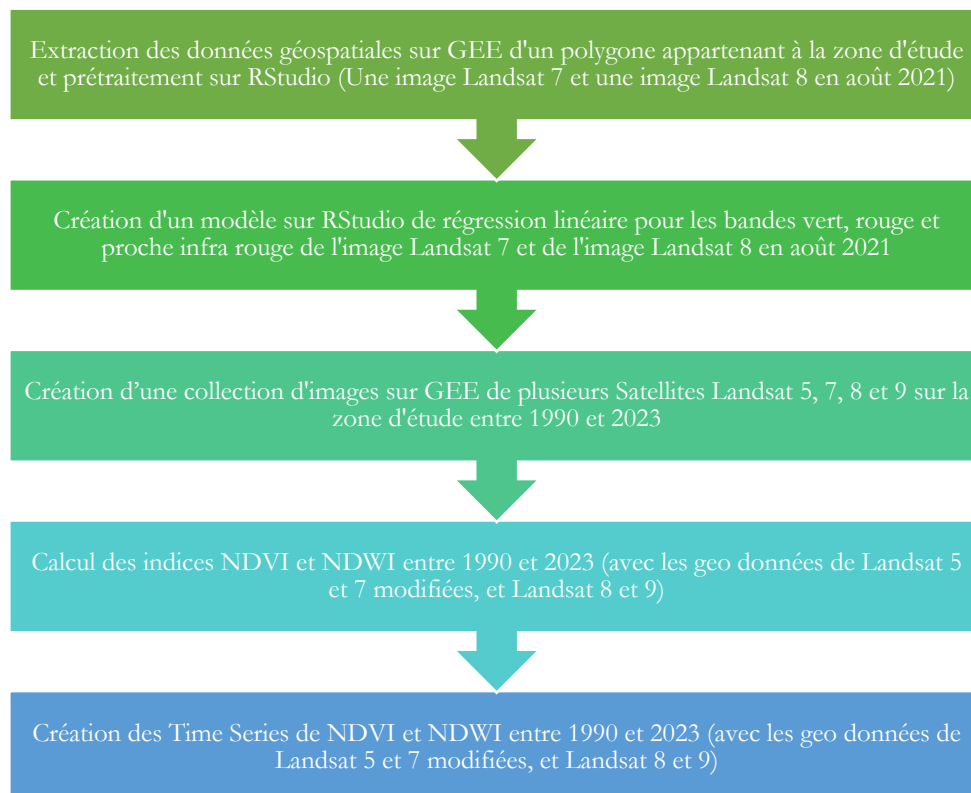 Extraction des données géospatiales sur GEE d'un polygone appartenant à la zone d'étude
et prétraitement sur RStudio (Une image Landsat 7 et une image Landsat 8 en août 2021)
Création d'un modèle sur RStudio de régression linéaire pour les bandes vert, rouge et
proche infra rouge de l'image Landsat 7 et de l'image Landsat 8 en août 2021
Création d’une collection d'images sur GEE de plusieurs Satellites Landsat 5, 7, 8 et 9 sur la
zone d'étude entre 1990 et 2023
Calcul des indices NDVI et NDWI entre 1990 et 2023 (avec les geo données de Landsat 5
et 7 modifiées, et Landsat 8 et 9)
Création des Time Series de NDVI et NDWI entre 1990 et 2023 (avec les geo données de
Landsat 5 et 7 modifiées, et Landsat 8 et 9)